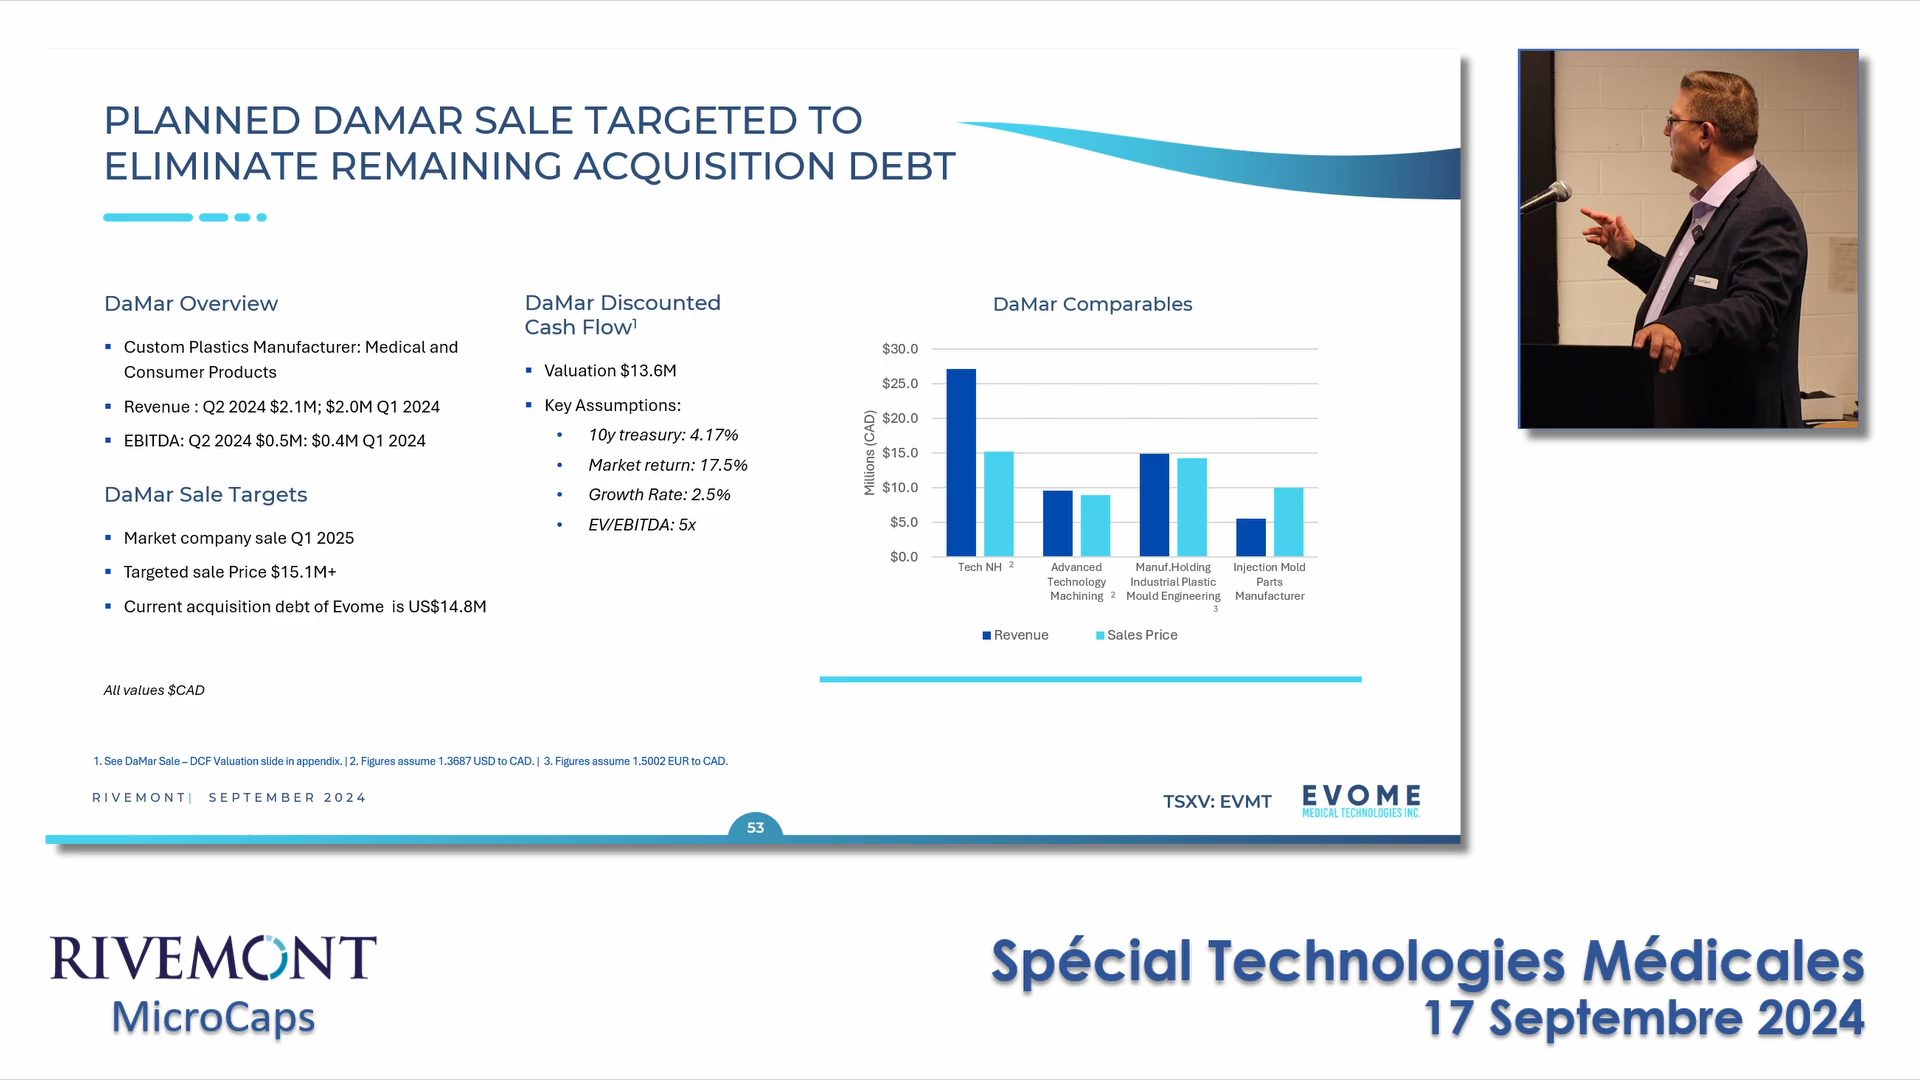 PLANNED DAMAR SALE TARGETED TO
ELIMINATE REMAINING ACQUISITION DEBT
DaMar Overview
▪ Custom Plastics Manufacturer: Medical and
Consumer Products
▪ Revenue : Q2 2024 $2.1M; $2.0M Q1 2024
▪ EBITDA: Q2 2024 $0.5M: $0.4M Q1 2024
DaMar Sale Targets
▪ Market company sale Q1 2025
▪ Targeted sale Price $15.1M+
▪ Current acquisition debt of Evome is US$14.8M
All values $CAD
DaMar Discounted
Cash Flow¹
▪ Valuation $13.6M
▪ Key Assumptions:
• 10y treasury: 4.17%
• Market return: 17.5%
• Growth Rate: 2.5%
• EV/EBITDA: 5x
DaMar Comparables
Millions (CAD)
$30.0
$25.0
$20.0
$15.0
$10.0
$5.0
$0.0
Tech NH 2
Advanced
Technology
Machining 2
Manuf.Holding
Industrial Plastic
Mould Engineering
3
Injection Mold
Parts
Manufacturer
Revenue
Sales Price
1. See DaMar Sale – DCF Valuation slide in appendix. | 2. Figures assume 1.3687 USD to CAD. | 3. Figures assume 1.5002 EUR to CAD.
RIVEMONT| SEPTEMBER 2024
53
TSXV: EVMT
EVOME
MEDICAL TECHNOLOGIES INC.
RIVEMONT
MicroCaps
Spécial Technologies Médicales
17 Septembre 2024